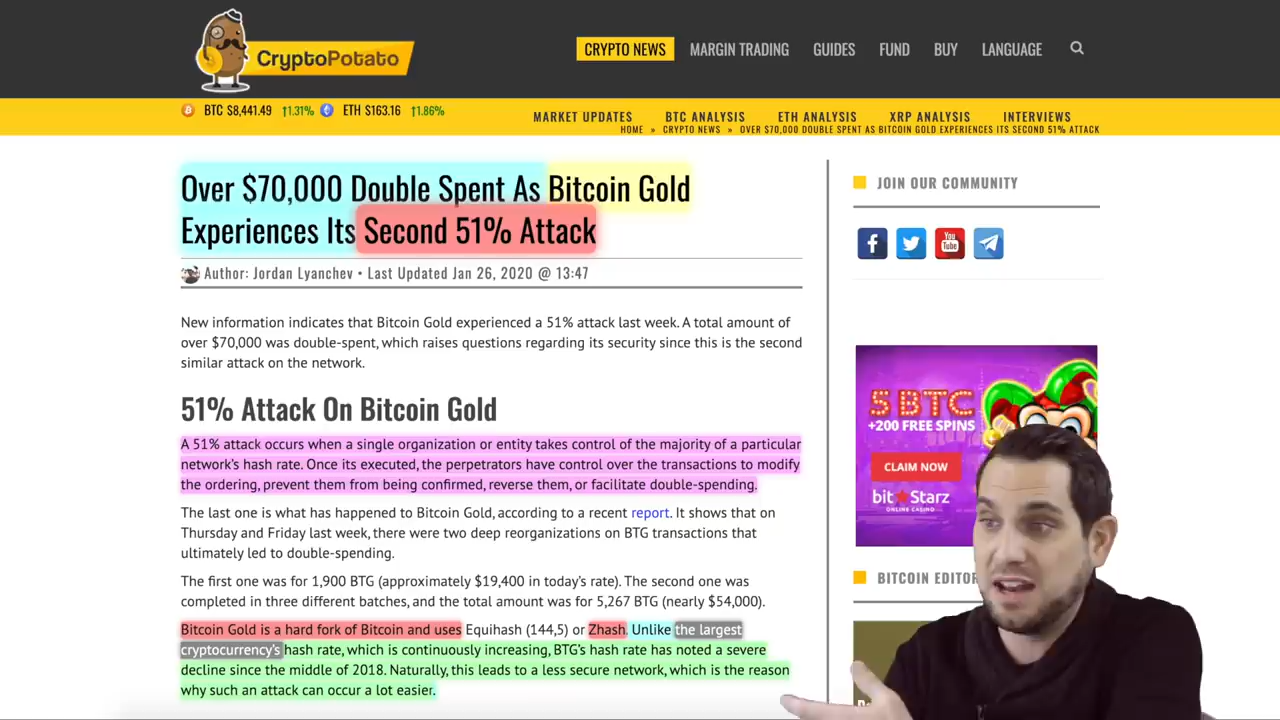 CryptoPotato
CRYPTO NEWS MARGIN TRADING GUIDES FUND BUY LANGUAGE
BTC $8,441.49 ↑1.31% ETH $163.16 ↑1.86%
MARKET UPDATES BTC ANALYSIS ETH ANALYSIS XRP ANALYSIS INTERVIEWS
HOME » CRYPTO NEWS » OVER $70,000 DOUBLE SPENT AS BITCOIN GOLD EXPERIENCES ITS SECOND 51% ATTACK
Over $70,000 Double Spent As Bitcoin Gold
Experiences Its Second 51% Attack
Author: Jordan Lyanchev • Last Updated Jan 26, 2020 @ 13:47
New information indicates that Bitcoin Gold experienced a 51% attack last week. A total amount of
over $70,000 was double-spent, which raises questions regarding its security since this is the second
similar attack on the network.
51% Attack On Bitcoin Gold
A 51% attack occurs when a single organization or entity takes control of the majority of a particular
network's hash rate. Once its executed, the perpetrators have control over the transactions to modify
the ordering, prevent them from being confirmed, reverse them, or facilitate double-spending.
The last one is what has happened to Bitcoin Gold, according to a recent report. It shows that on
Thursday and Friday last week, there were two deep reorganizations on BTG transactions that
ultimately led to double-spending.
The first one was for 1,900 BTG (approximately $19,400 in today's rate). The second one was
completed in three different batches, and the total amount was for 5,267 BTG (nearly $54,000).
Bitcoin Gold is a hard fork of Bitcoin and uses Equihash (144,5) or Zhash. Unlike the largest
cryptocurrency's hash rate, which is continuously increasing, BTG's hash rate has noted a severe
decline since the middle of 2018. Naturally, this leads to a less secure network, which is the reason
why such an attack can occur a lot easier.
JOIN OUR COMMUNITY
You
Tube
5 BTC
+200 FREE SPINS
CLAIM NOW
bit★Starz
ONLINE CASINO
BITCOIN EDITOR